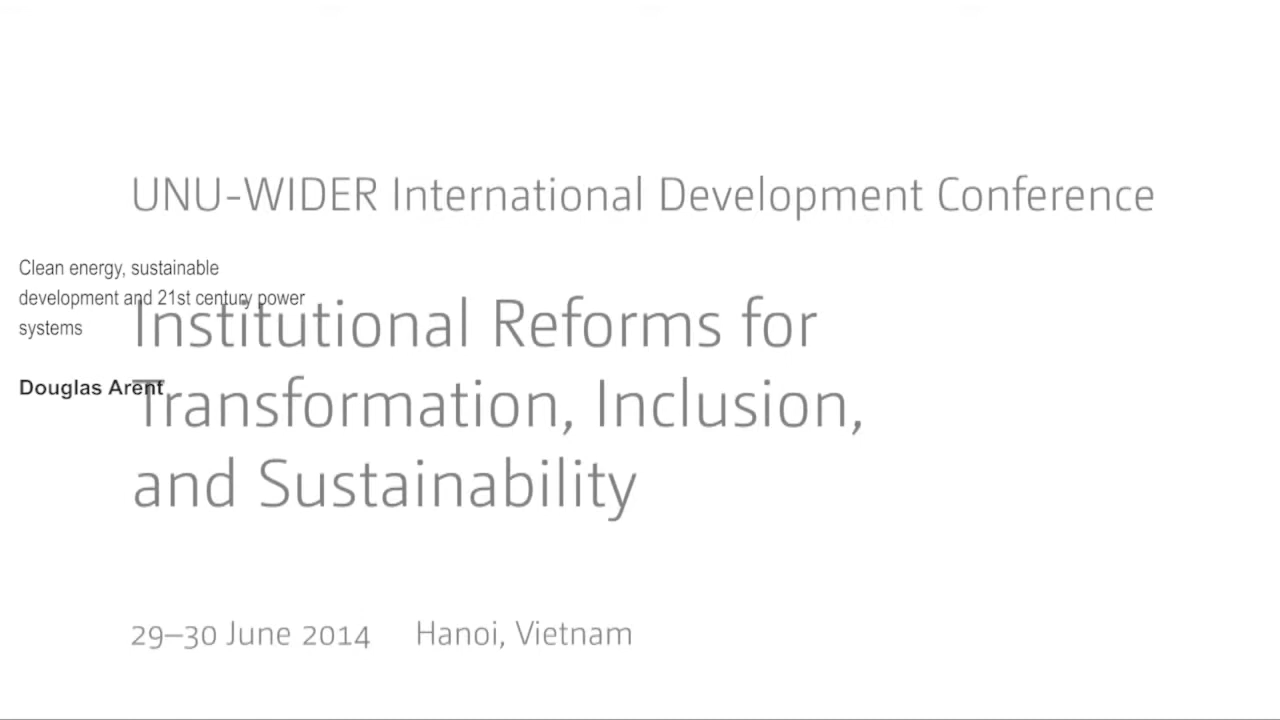 UNU-WIDER International Development Conference
Clean energy, sustainable
development and 21st century power
systems
Douglas Arent
Institutional Reforms for
Transformation, Inclusion,
and Sustainability
29–30 June 2014 Hanoi, Vietnam